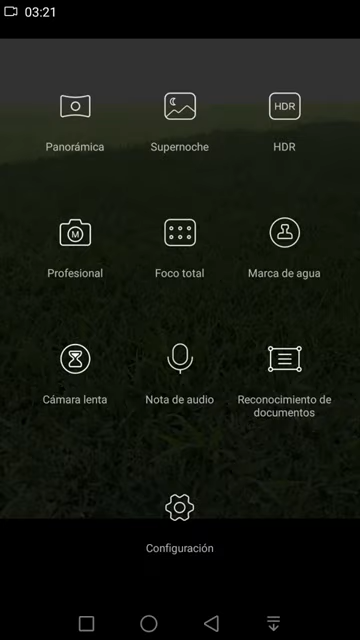 03:21
Panorámica
Supernoche
HDR
HDR
M
Profesional
Foco total
Marca de agua
Cámara lenta
Nota de audio
Reconocimiento de
documentos
Configuración